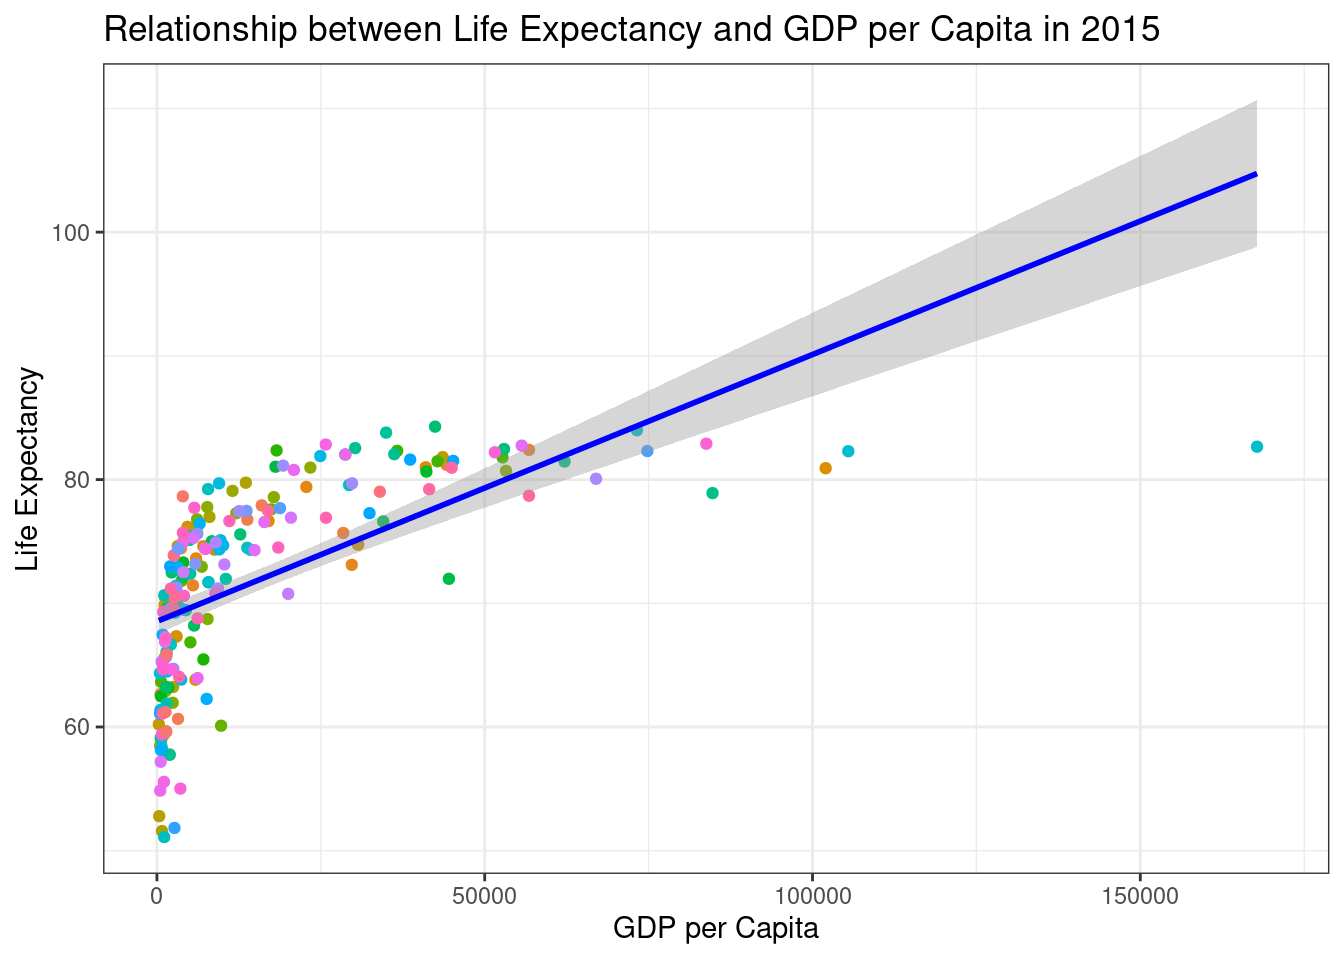 Relationship between Life Expectancy and GDP per Capita in 2015
Life Expectancy
100
80
60
0
50000
100000
150000
GDP per Capita